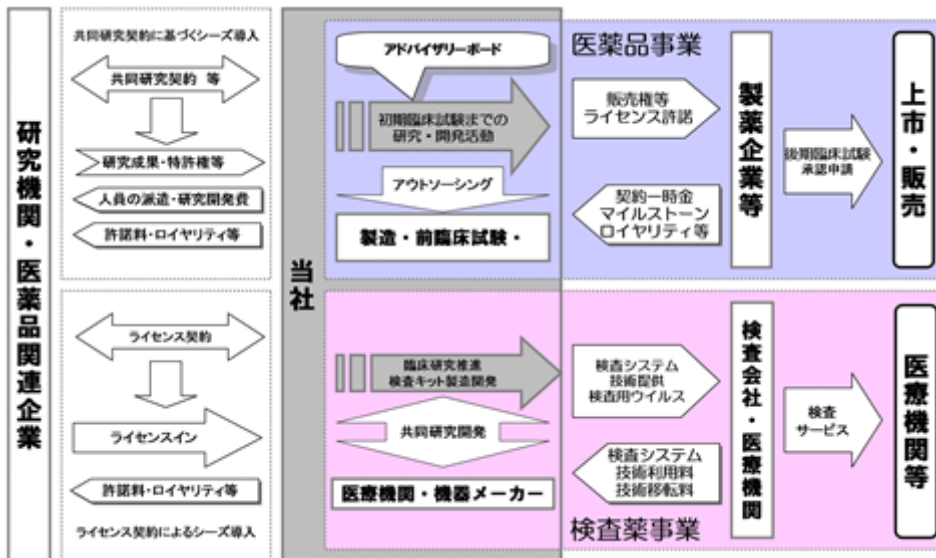 研究機関・医薬品関連企業
共同研究契約に基づくシーズ導入
共同研究契約 等
研究成果・特許権等
人員の派遣・研究開発費
許諾料・ロイヤリティ等
ライセンス契約
ライセンスイン
許諾料・ロイヤリティ等
ライセンス契約によるシーズ導入
当社
医薬品事業
アドバイザリーボード
初期臨床試験までの
研究・開発活動
アウトソーシング
製造・前臨床試験・
販売権等
ライセンス許諾
契約一時金
マイルストーン
ロイヤリティ等
製薬企業等
後期臨床試験
承認申請
上市・販売
臨床研究推進
検査キット製造開発
共同研究開発
医療機関・機器メーカー
検査システム
技術提供
検査用ウイルス
検査システム
技術利用料
技術移転料
検査会社・医療機関
検査
サービス
医療機関等
検査薬事業